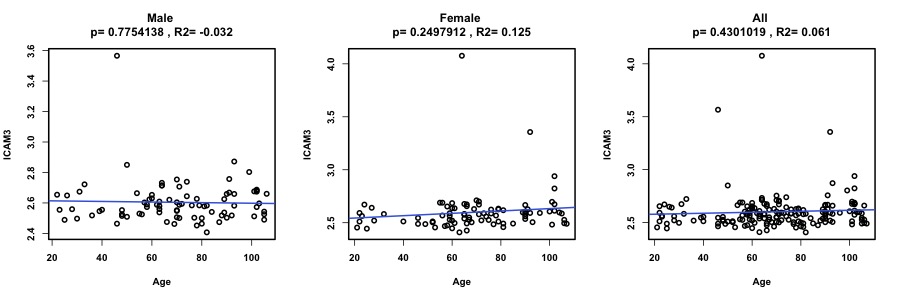 Male
p= 0.7754138 , R2= -0.032
ICAM3
3.6
3.4
3.2
3.0
2.8
2.6
2.4
20 40 60 80 100
Age
Female
p= 0.2497912 , R2= 0.125
ICAM3
4.0
3.5
3.0
2.5
20 40 60 80 100
Age
All
p= 0.4301019 , R2= 0.061
ICAM3
4.0
3.5
3.0
2.5
20 40 60 80 100
Age